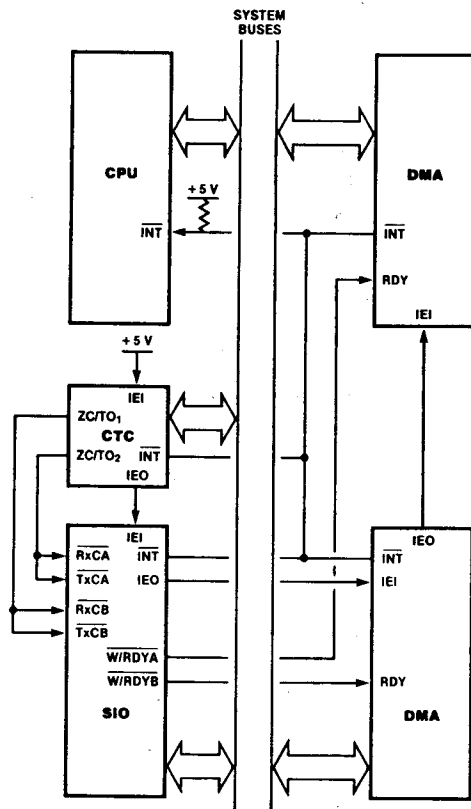 SYSTEM
BUSES
CPU
+5 V
INT
DMA
INT
RDY
IEI
+5 V
IEI
ZC/TO₁
CTC
ZC/TO₂
INT
IEO
IEI
RxCA
INT
TxCA
IEO
RxCB
TxCB
W/RDYA
W/RDYB
SIO
IEO
INT
IEI
RDY
DMA